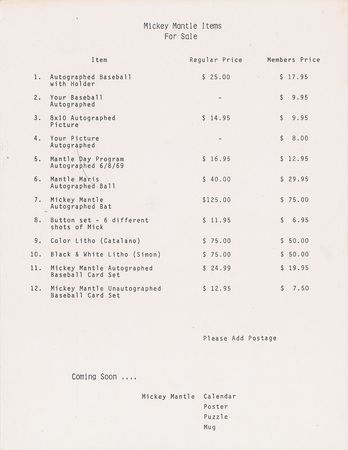 Mickey Mantle Items
For Sale
Item Regular Price Members Price
1. Autographed Baseball $ 25.00 $ 17.95
with Holder
2. Your Baseball - $ 9.95
Autographed
3. 8x10 Autographed $ 14.95 $ 9.95
Picture
4. Your Picture - $ 8.00
Autographed
5. Mantle Day Program $ 16.95 $ 12.95
Autographed 6/8/69
6. Mantle Maris $ 40.00 $ 29.95
Autographed Ball
7. Mickey Mantle $125.00 $ 75.00
Autographed Bat
8. Button set - 6 different $ 11.95 $ 6.95
shots of Mick
9. Color Litho (Catalano) $ 75.00 $ 50.00
10. Black & White Litho (Simon) $ 75.00 $ 50.00
11. Mickey Mantle Autographed $ 24.99 $ 19.95
Baseball Card Set
12. Mickey Mantle Unautographed $ 12.95 $ 7.50
Baseball Card Set
Please Add Postage
Coming Soon ....
Mickey Mantle Calendar
Poster
Puzzle
Mug